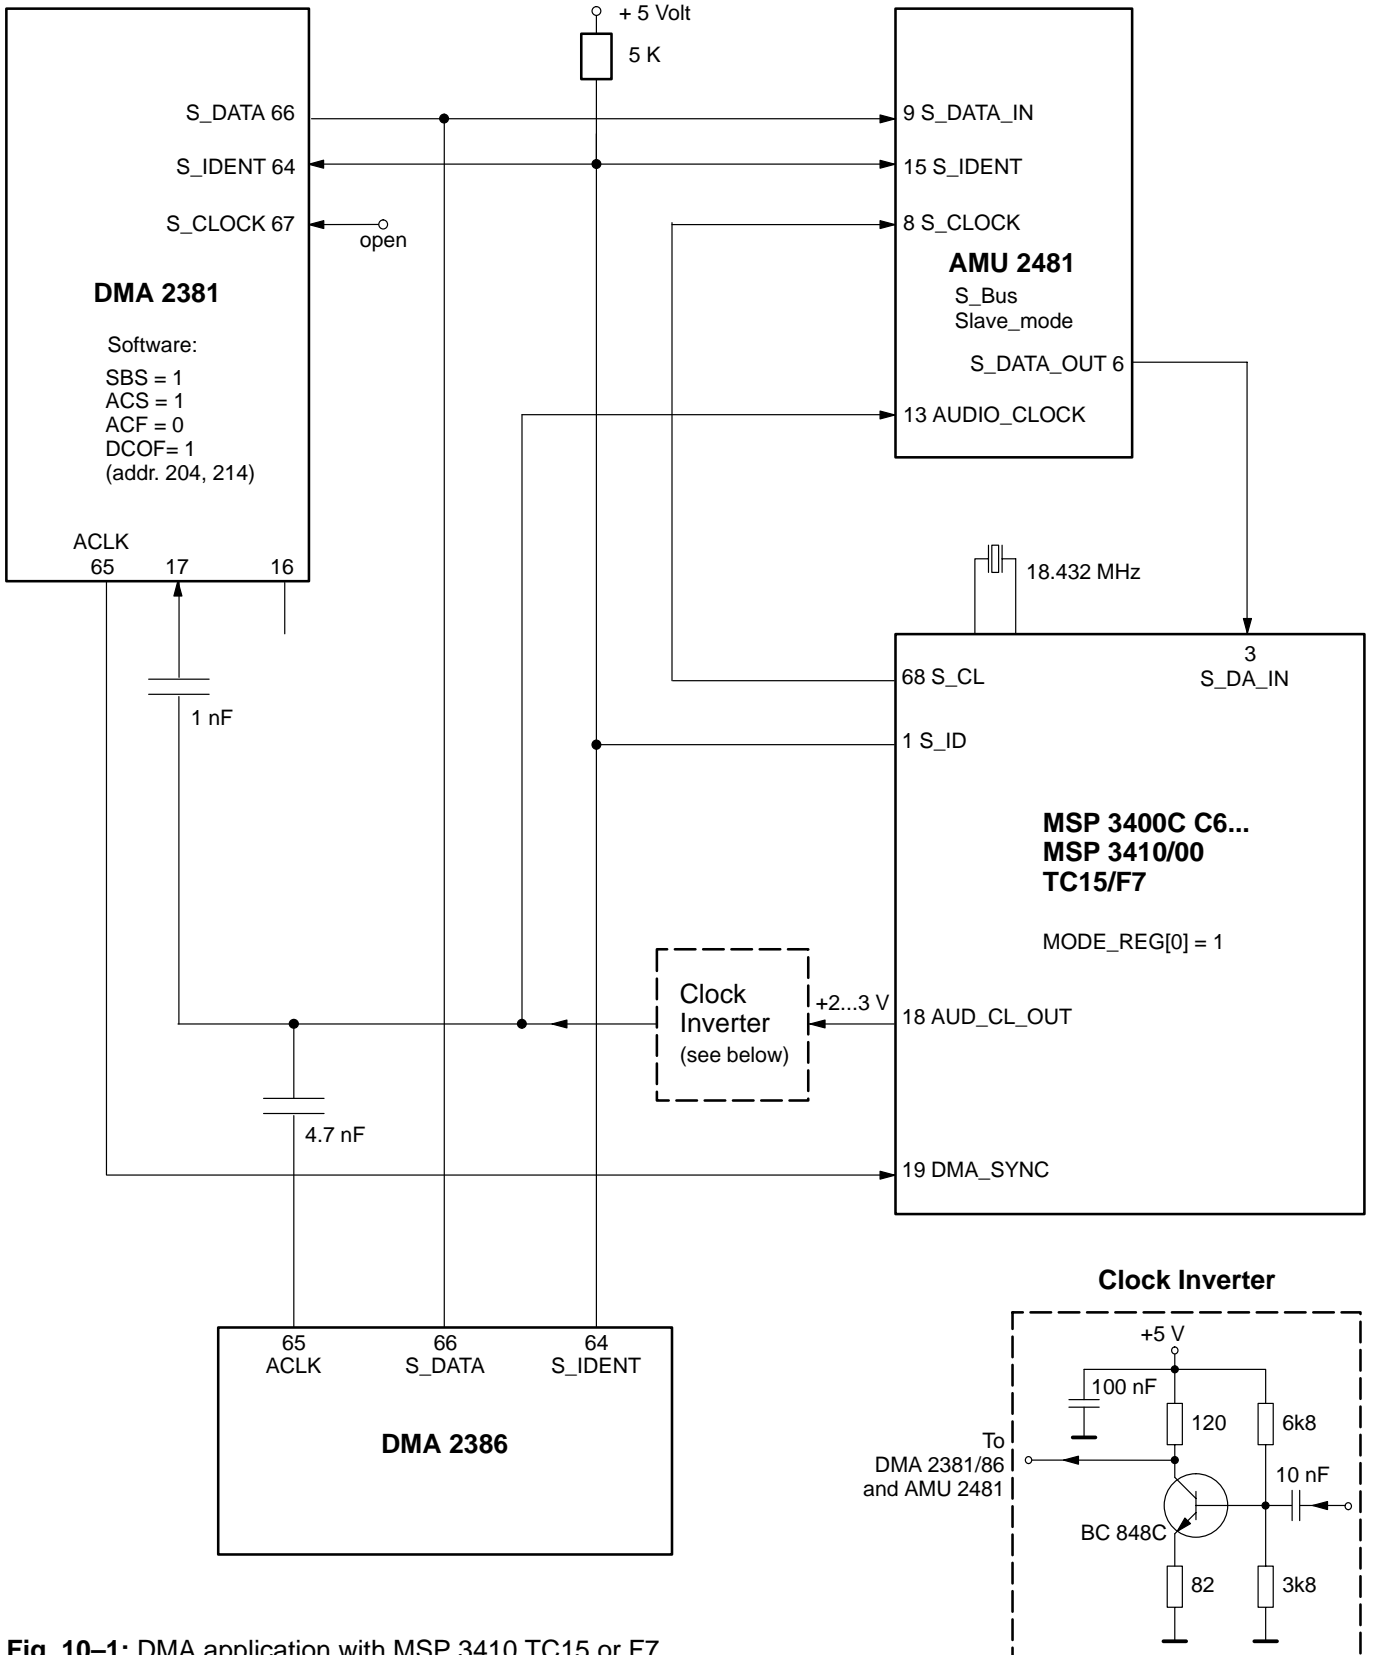 + 5 Volt
5 K
S_DATA 66
S_IDENT 64
S_CLOCK 67
open
DMA 2381
Software:
SBS = 1
ACS = 1
ACF = 0
DCOF= 1
(addr. 204, 214)
ACLK
65
17
16
1 nF
9 S_DATA_IN
15 S_IDENT
8 S_CLOCK
AMU 2481
S_Bus
Slave_mode
S_DATA_OUT 6
13 AUDIO_CLOCK
18.432 MHz
3
S_DA_IN
68 S_CL
1 S_ID
MSP 3400C C6...
MSP 3410/00
TC15/F7
MODE_REG[0] = 1
18 AUD_CL_OUT
19 DMA_SYNC
+2...3 V
Clock
Inverter
(see below)
4.7 nF
65
ACLK
66
S_DATA
64
S_IDENT
DMA 2386
Clock Inverter
+5 V
100 nF
120
6k8
To
DMA 2381/86
and AMU 2481
10 nF
BC 848C
82
3k8
Fig. 10–1: DMA application with MSP 3410 TC15 or F7